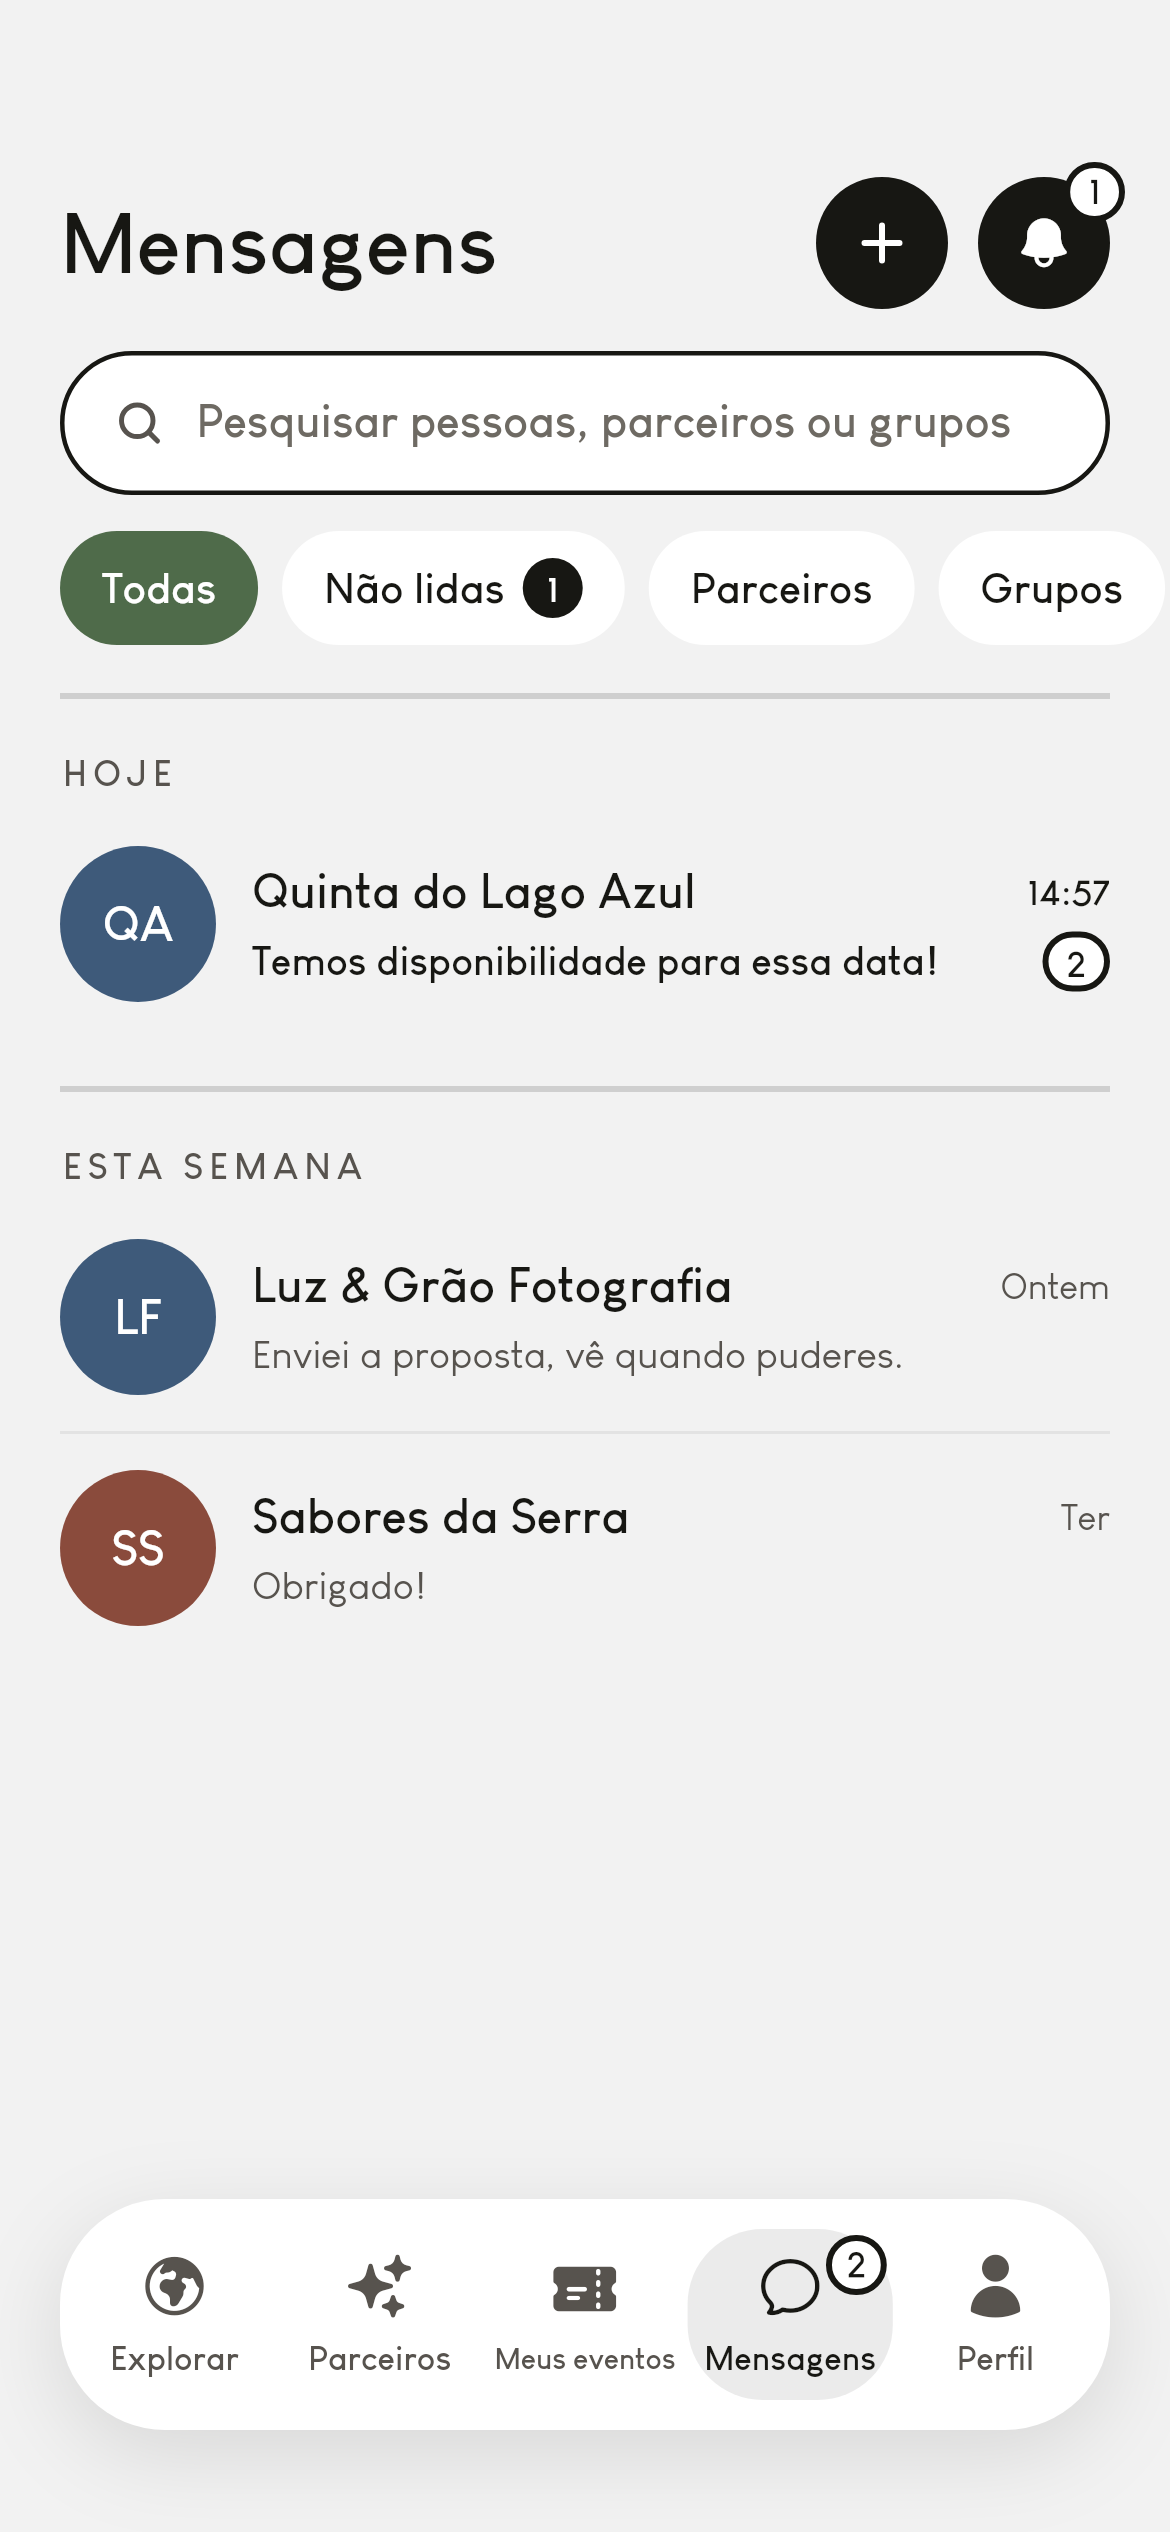 Mensagens
1
Pesquisar pessoas, parceiros ou grupos
Todas
Não lidas 1
Parceiros
Grupos
HOJE
QA
Quinta do Lago Azul
14:57
Temos disponibilidade para essa data!
2
ESTA SEMANA
LF
Luz & Grão Fotografia
Ontem
Enviei a proposta, vê quando puderes.
SS
Sabores da Serra
Ter
Obrigado!
2
Explorar
Parceiros
Meus eventos
Mensagens
Perfil